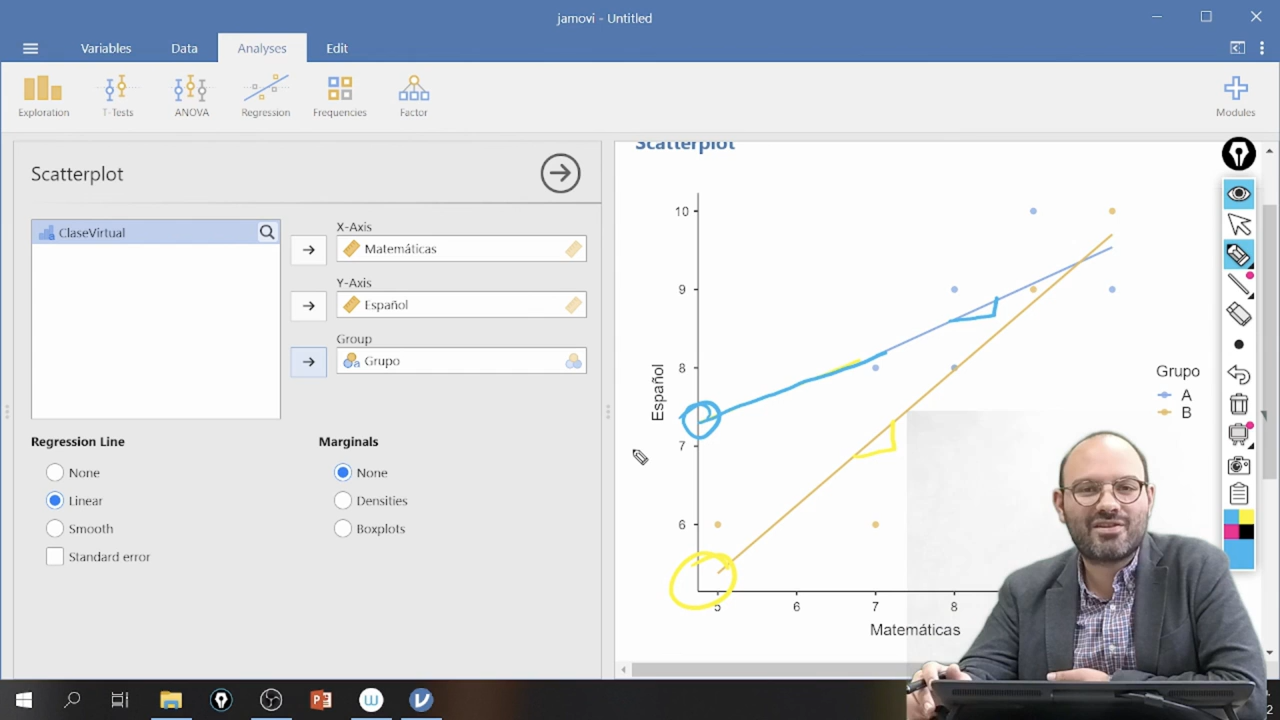 jamovi - Untitled
Variables Data Analyses Edit
Exploration T-Tests ANOVA Regression Frequencies Factor Modules
Scatterplot
ClaseVirtual
X-Axis
Matemáticas
Y-Axis
Español
Group
Grupo
Regression Line
None
Linear
Smooth
Standard error
Marginals
None
Densities
Boxplots
Scatterplot
10
9
8
7
6
Español
5 6 7 8
Matemáticas
Grupo
A
B